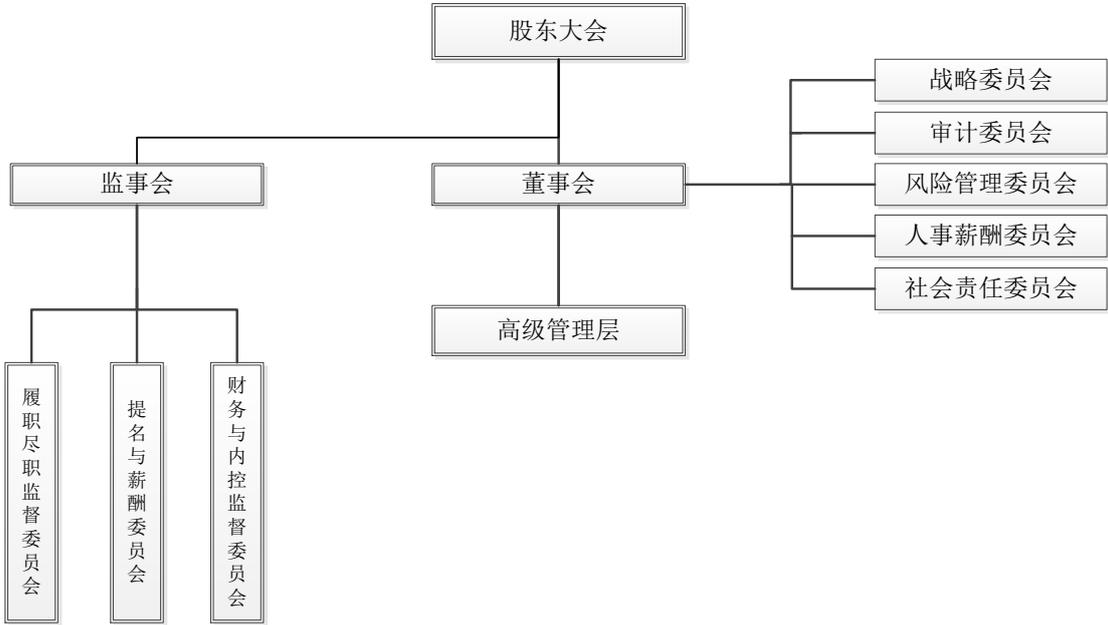 股东大会
战略委员会
审计委员会
监事会
董事会
风险管理委员会
人事薪酬委员会
社会责任委员会
高级管理层
履职尽职监督委员会
提名与薪酬委员会
财务与内控监督委员会